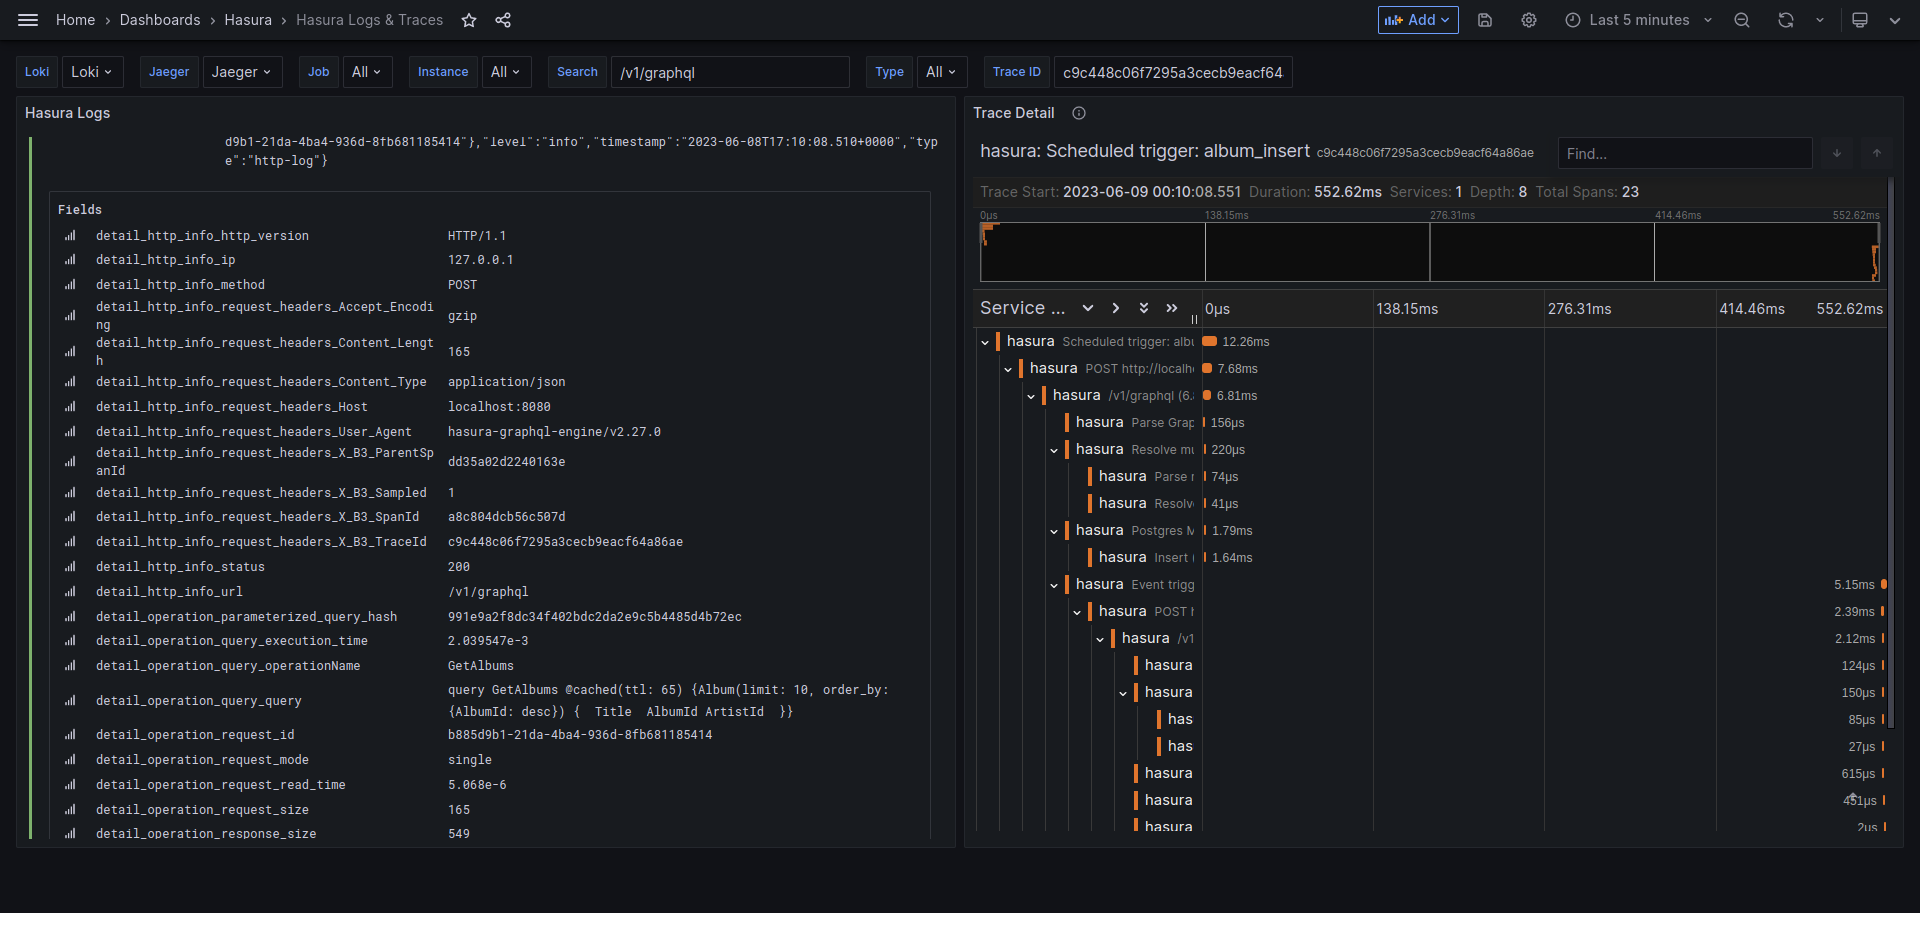 Home › Dashboards › Hasura › Hasura Logs & Traces
Add
Last 5 minutes
Loki Loki Jaeger Jaeger Job All Instance All Search /v1/graphql Type All Trace ID c9c448c06f7295a3cecb9eacf64
Hasura Logs
d9b1-21da-4ba4-936d-8fb681185414"},"level":"info","timestamp":"2023-06-08T17:10:08.510+0000","typ
e":"http-log"}
Fields
detail_http_info_http_version HTTP/1.1
detail_http_info_ip 127.0.0.1
detail_http_info_method POST
detail_http_info_request_headers_Accept_Encodi
ng gzip
detail_http_info_request_headers_Content_Lengt
h 165
detail_http_info_request_headers_Content_Type application/json
detail_http_info_request_headers_Host localhost:8080
detail_http_info_request_headers_User_Agent hasura-graphql-engine/v2.27.0
detail_http_info_request_headers_X_B3_ParentSp
anId dd35a02d2240163e
detail_http_info_request_headers_X_B3_Sampled 1
detail_http_info_request_headers_X_B3_SpanId a8c804dcb56c507d
detail_http_info_request_headers_X_B3_TraceId c9c448c06f7295a3cecb9eacf64a86ae
detail_http_info_status 200
detail_http_info_url /v1/graphql
detail_operation_parameterized_query_hash 991e9a2f8dc34f402bdc2da2e9c5b4485d4b72ec
detail_operation_query_execution_time 2.039547e-3
detail_operation_query_operationName GetAlbums
detail_operation_query_query query GetAlbums @cached(ttl: 65) {Album(limit: 10, order_by:
{AlbumId: desc}) { Title AlbumId ArtistId }}
detail_operation_request_id b885d9b1-21da-4ba4-936d-8fb681185414
detail_operation_request_mode single
detail_operation_request_read_time 5.068e-6
detail_operation_request_size 165
detail_operation_response_size 549
Trace Detail
hasura: Scheduled trigger: album_insert c9c448c06f7295a3cecb9eacf64a86ae
Find...
Trace Start: 2023-06-09 00:10:08.551 Duration: 552.62ms Services: 1 Depth: 8 Total Spans: 23
0µs 138.15ms 276.31ms 414.46ms 552.62ms
Service ... 0µs 138.15ms 276.31ms 414.46ms 552.62ms
hasura Scheduled trigger: albu 12.26ms
hasura POST http://localh 7.68ms
hasura /v1/graphql (6. 6.81ms
hasura Parse Grap 156µs
hasura Resolve mu 220µs
hasura Parse 74µs
hasura Resolv 41µs
hasura Postgres M 1.79ms
hasura Insert ( 1.64ms
hasura Event trigg 5.15ms
hasura POST h 2.39ms
hasura /v1 2.12ms
hasura 124µs
hasura 150µs
has 85µs
has 27µs
hasura 615µs
hasura 451µs
hasura 2µs